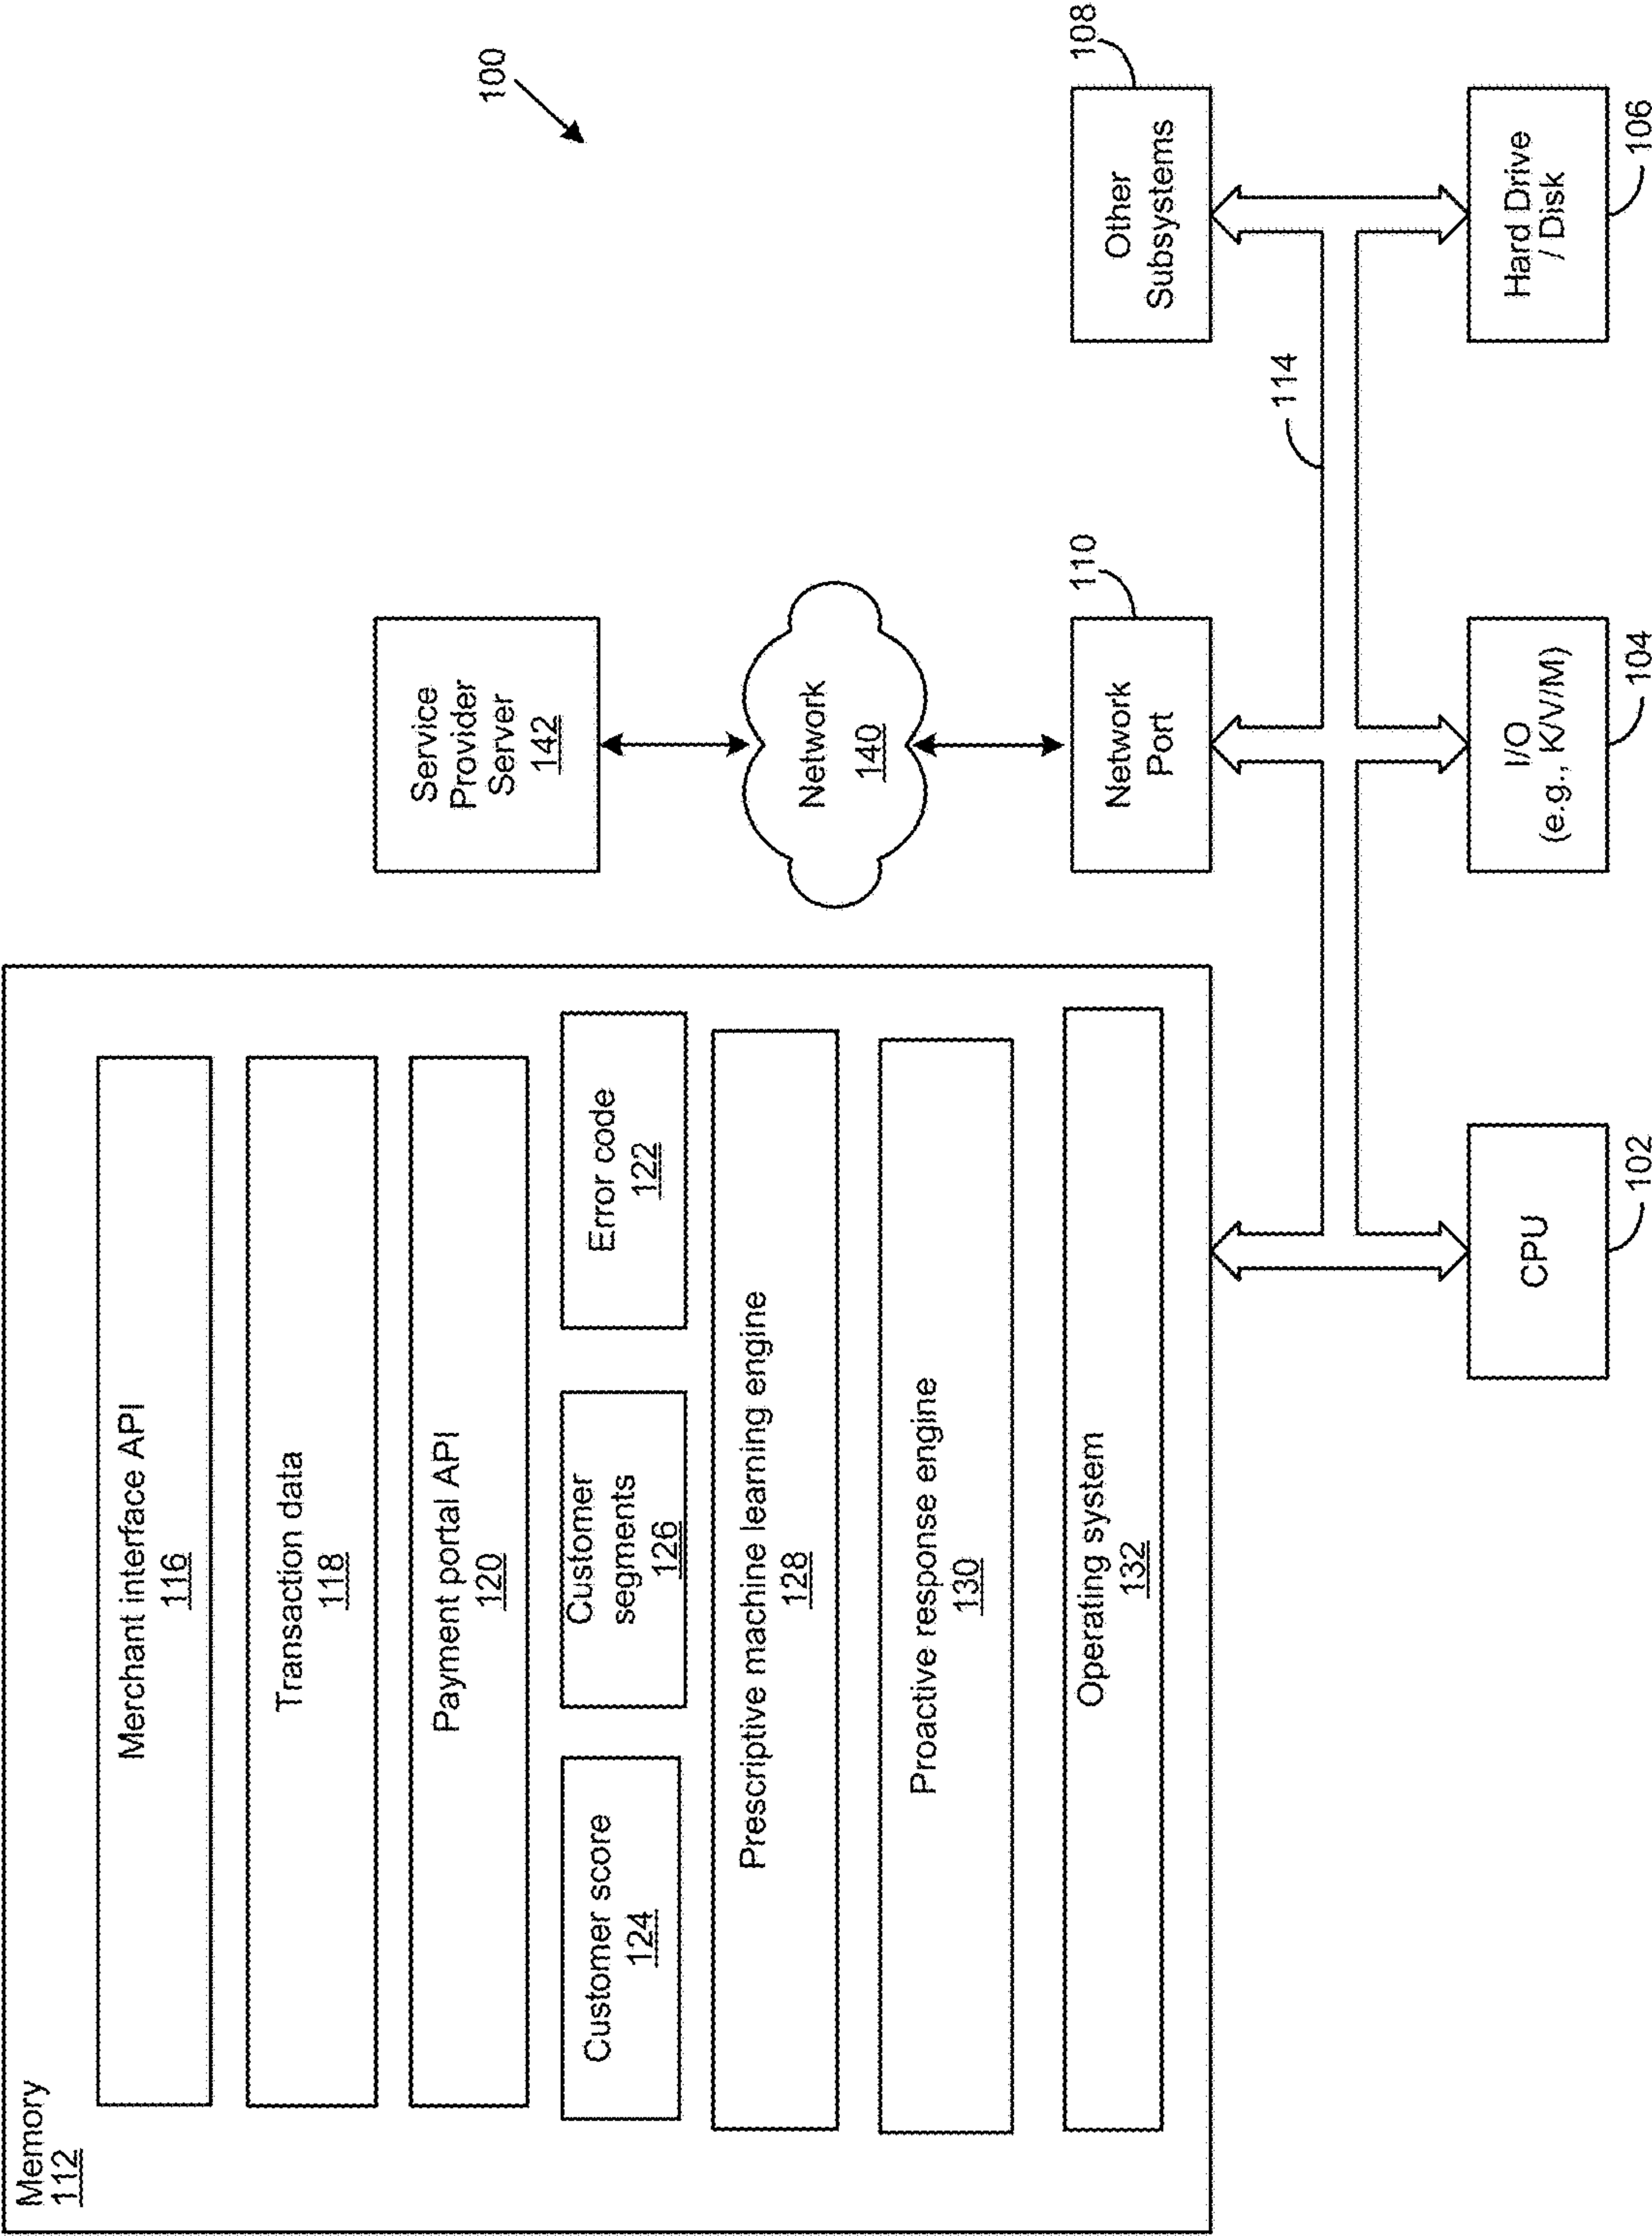 100
Memory
112
Merchant interface API
116
Transaction data
118
Payment portal API
120
Customer score
124
Customer
segments
126
Error code
122
Prescriptive machine learning engine
128
Proactive response engine
130
Operating system
132
Service
Provider
Server
142
Network
140
Network
Port
110
Other
Subsystems
108
114
CPU
102
I/O
(e.g., K/V/M)
104
Hard Drive
/ Disk
106